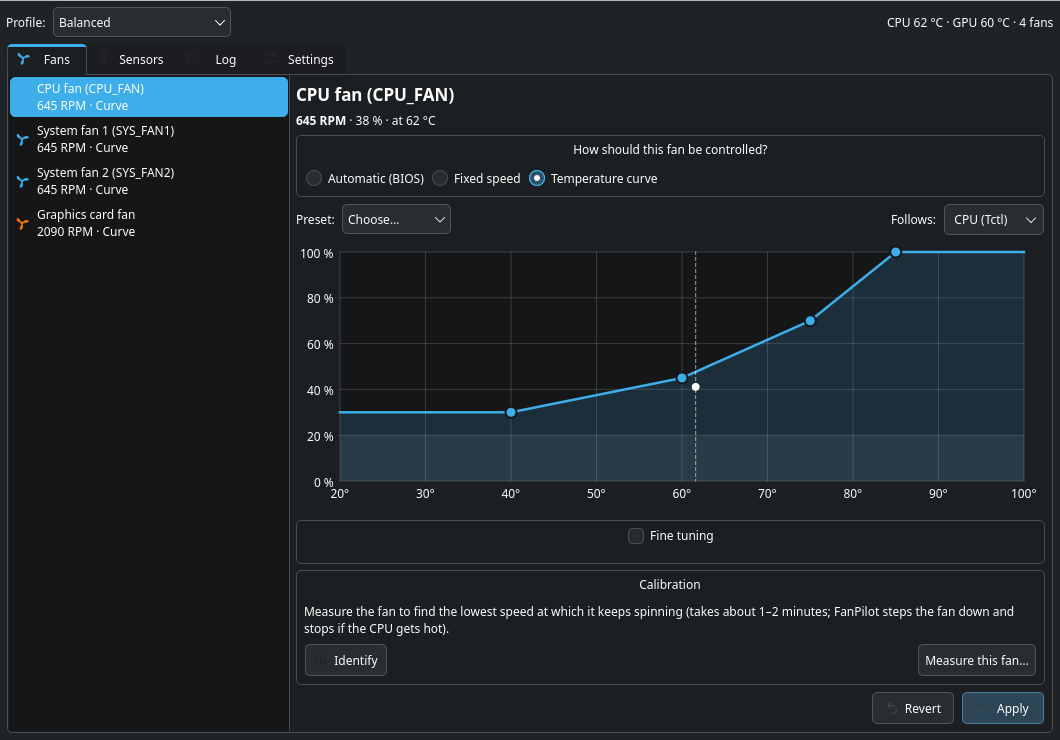 Profile: Balanced CPU 62 °C · GPU 60 °C · 4 fans
Fans Sensors Log Settings
CPU fan (CPU_FAN)
645 RPM · Curve
System fan 1 (SYS_FAN1)
645 RPM · Curve
System fan 2 (SYS_FAN2)
645 RPM · Curve
Graphics card fan
2090 RPM · Curve
CPU fan (CPU_FAN)
645 RPM · 38 % · at 62 °C
How should this fan be controlled?
Automatic (BIOS) Fixed speed Temperature curve
Preset: Choose... Follows: CPU (Tctl)
100 %
80 %
60 %
40 %
20 %
0 %
20° 30° 40° 50° 60° 70° 80° 90° 100°
Fine tuning
Calibration
Measure the fan to find the lowest speed at which it keeps spinning (takes about 1–2 minutes; FanPilot steps the fan down and
stops if the CPU gets hot).
Identify Measure this fan...
Revert Apply